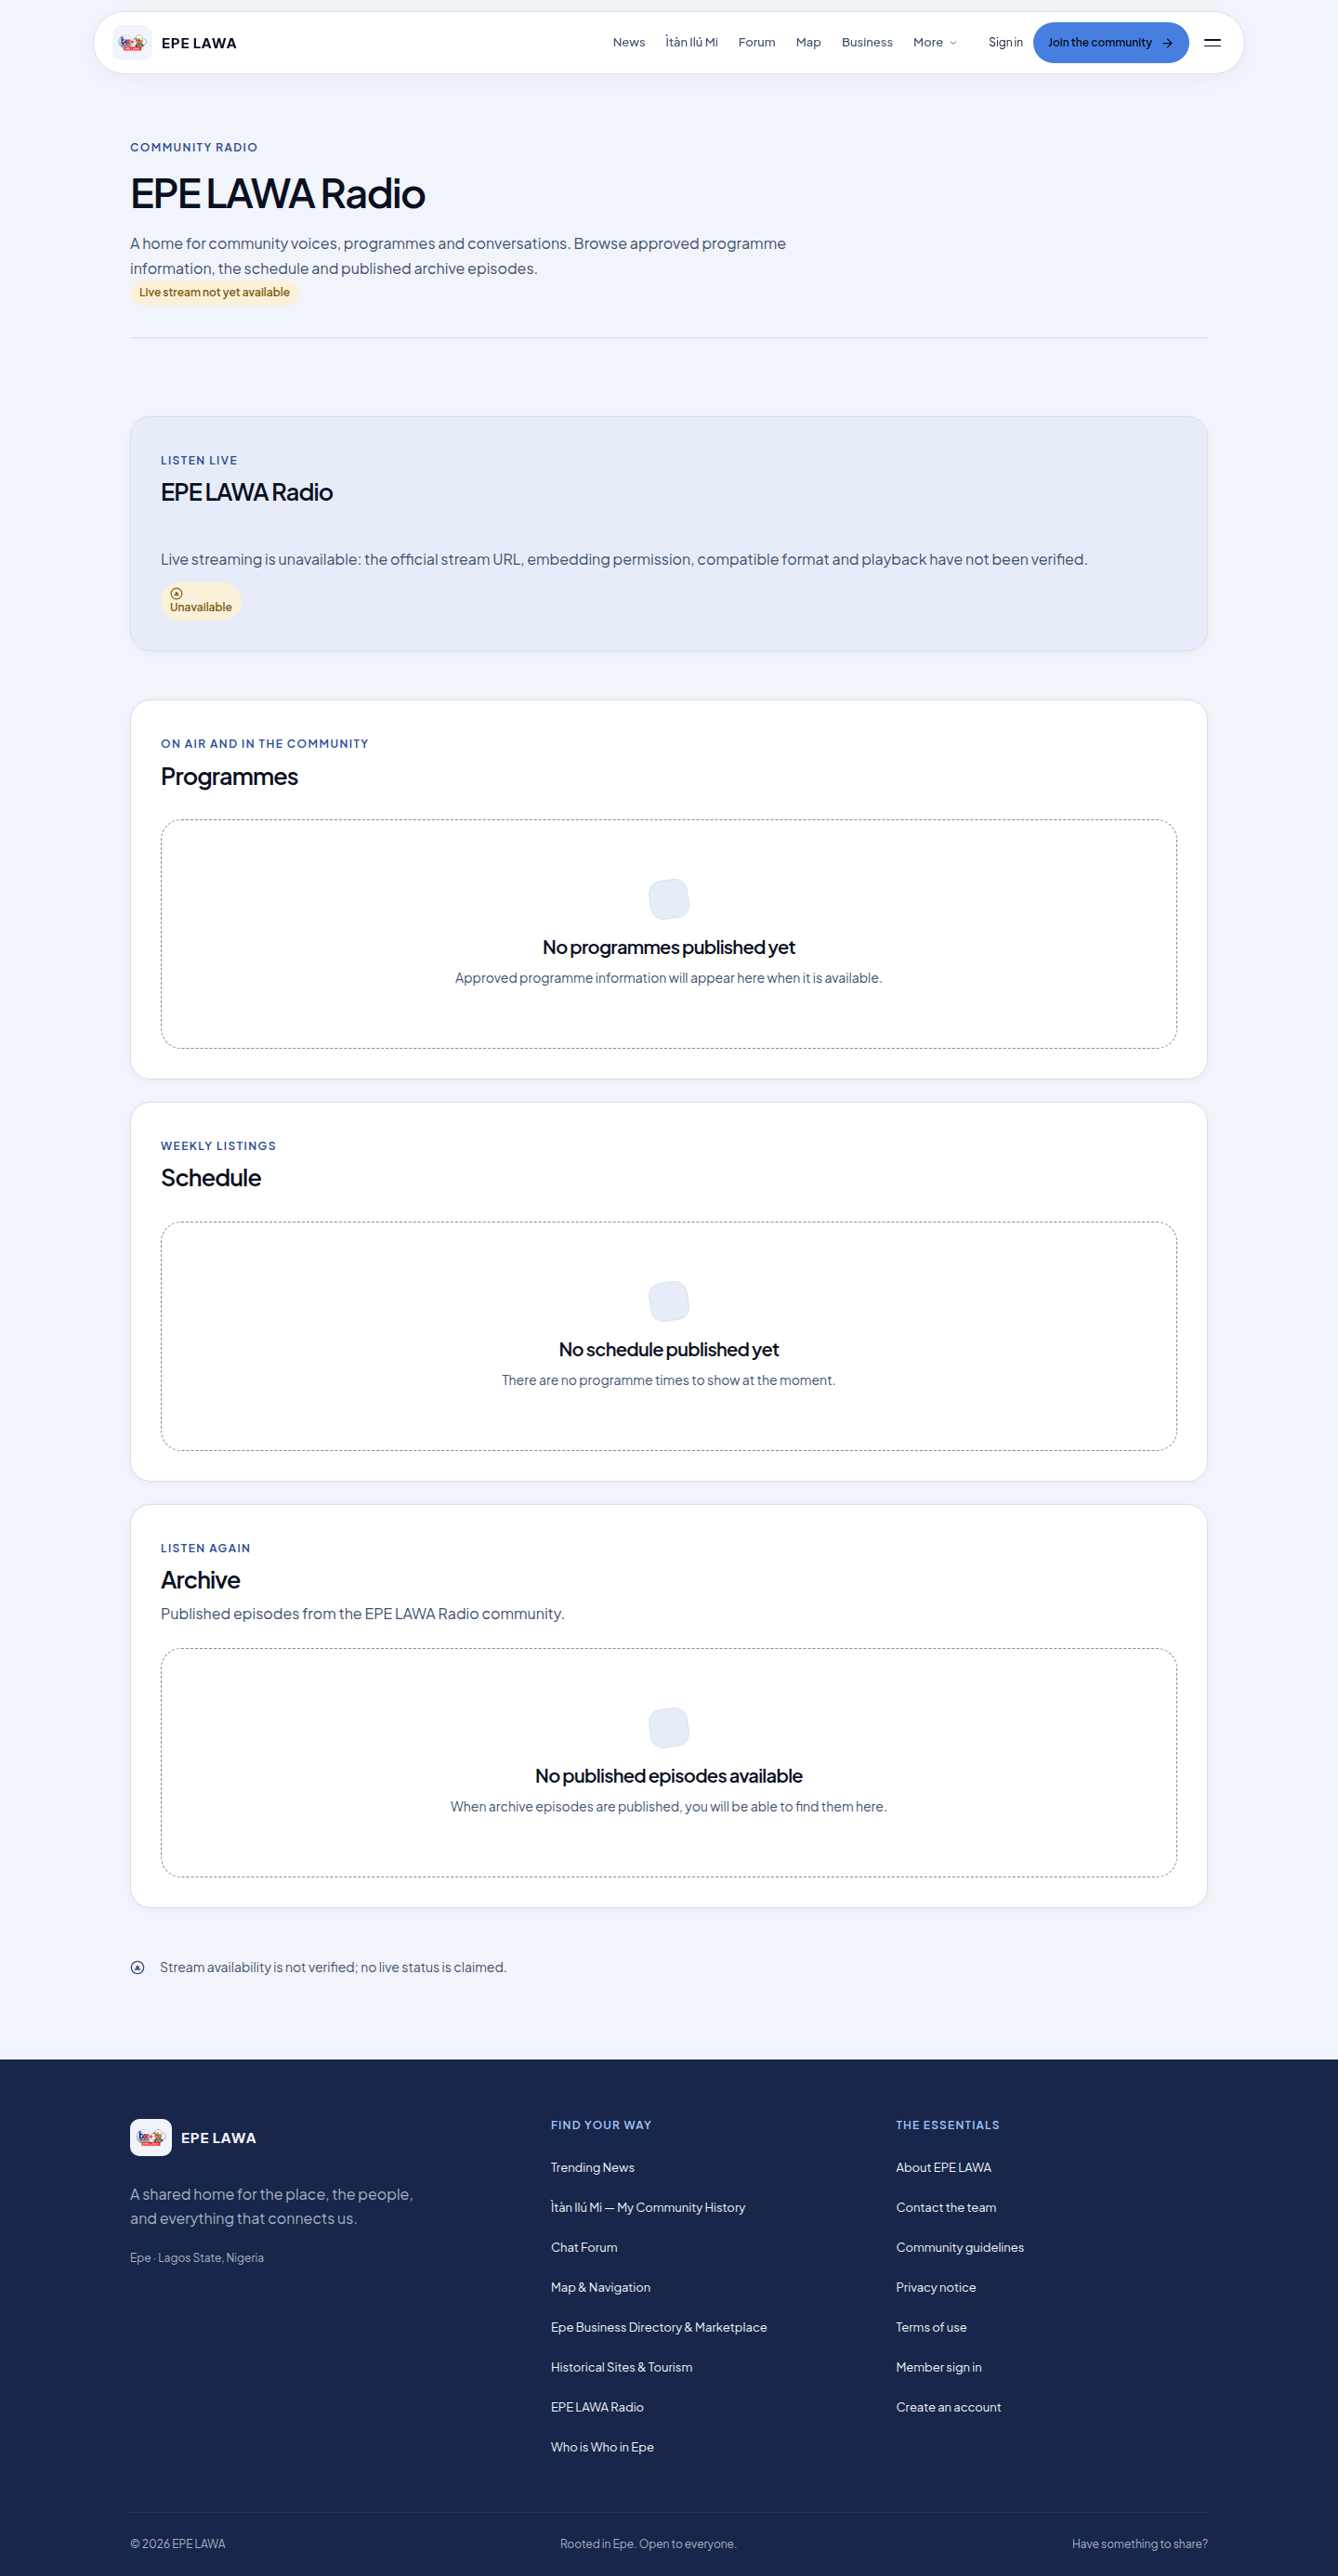 EPE LAWA
News
Ìtàn Ilú Mi
Forum
Map
Business
More
Sign in
Join the community
COMMUNITY RADIO
EPE LAWA Radio
A home for community voices, programmes and conversations. Browse approved programme
information, the schedule and published archive episodes.
Live stream not yet available
LISTEN LIVE
EPE LAWA Radio
Live streaming is unavailable: the official stream URL, embedding permission, compatible format and playback have not been verified.
Unavailable
ON AIR AND IN THE COMMUNITY
Programmes
No programmes published yet
Approved programme information will appear here when it is available.
WEEKLY LISTINGS
Schedule
No schedule published yet
There are no programme times to show at the moment.
LISTEN AGAIN
Archive
Published episodes from the EPE LAWA Radio community.
No published episodes available
When archive episodes are published, you will be able to find them here.
Stream availability is not verified; no live status is claimed.
EPE LAWA
A shared home for the place, the people,
and everything that connects us.
Epe · Lagos State, Nigeria
FIND YOUR WAY
Trending News
Ìtàn Ilú Mi — My Community History
Chat Forum
Map & Navigation
Epe Business Directory & Marketplace
Historical Sites & Tourism
EPE LAWA Radio
Who is Who in Epe
THE ESSENTIALS
About EPE LAWA
Contact the team
Community guidelines
Privacy notice
Terms of use
Member sign in
Create an account
© 2026 EPE LAWA
Rooted in Epe. Open to everyone.
Have something to share?